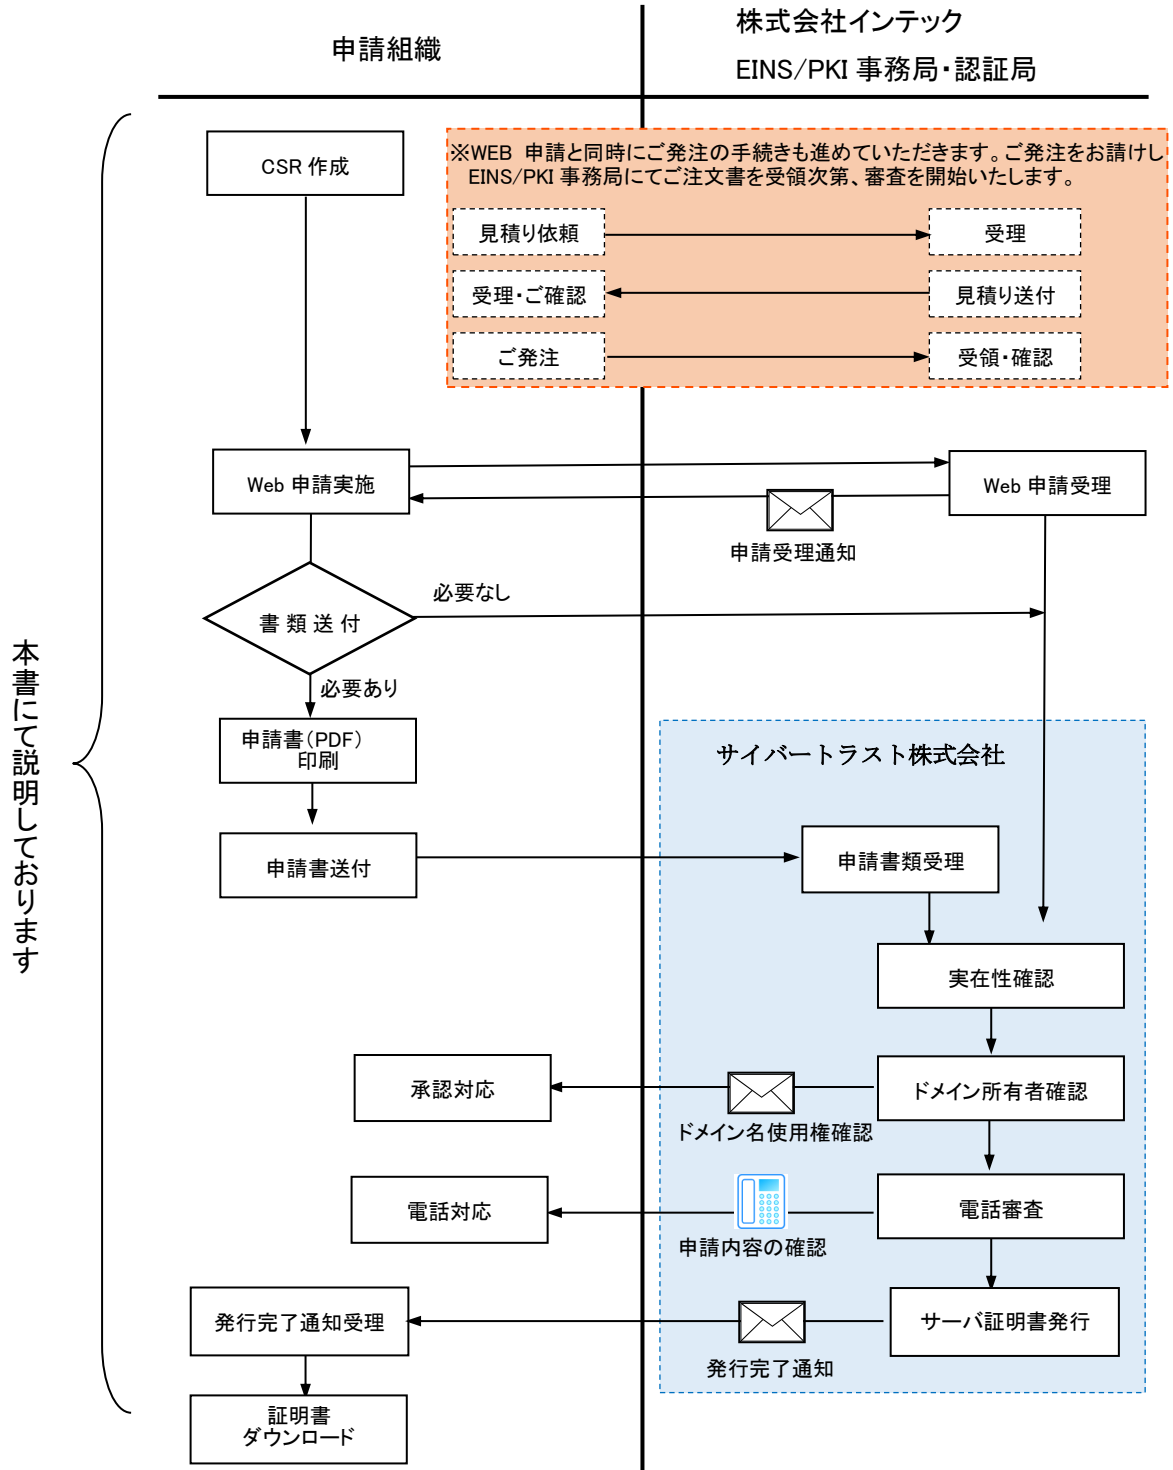 申請組織
株式会社インテック
EINS/PKI 事務局・認証局
CSR 作成
※WEB 申請と同時にご発注の手続きも進めていただきます。ご発注をお請けし
EINS/PKI 事務局にてご注文書を受領次第、審査を開始いたします。
見積り依頼
受理
受理・ご確認
見積り送付
ご発注
受領・確認
Web 申請実施
Web 申請受理
申請受理通知
書 類 送 付
必要なし
必要あり
申請書（PDF）
印刷
サイバートラスト株式会社
申請書送付
申請書類受理
実在性確認
承認対応
ドメイン所有者確認
ドメイン名使用権確認
電話対応
電話審査
申請内容の確認
発行完了通知受理
サーバ証明書発行
発行完了通知
証明書
ダウンロード
本書にて説明しております